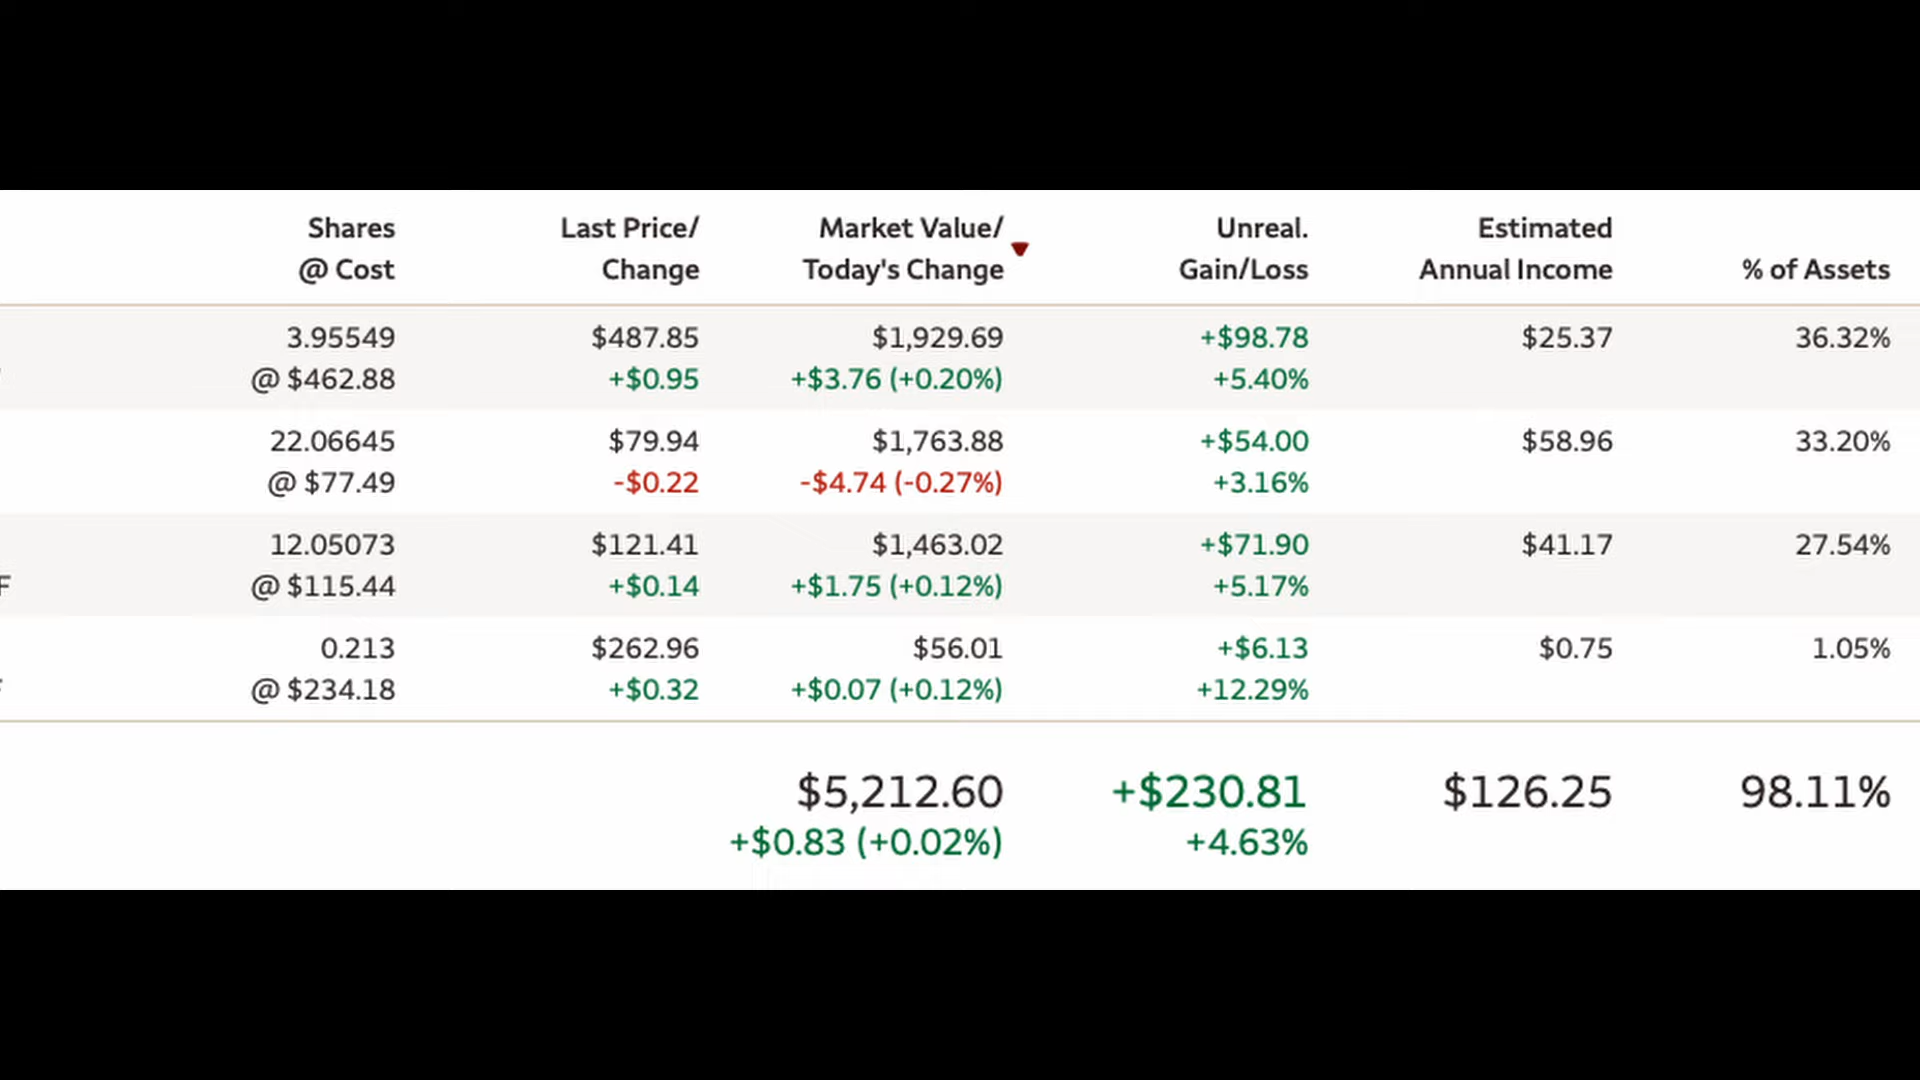 Shares Last Price/ Market Value/ Unreal. Estimated
@ Cost Change Today's Change Gain/Loss Annual Income % of Assets
3.95549 $487.85 $1,929.69 +$98.78 $25.37 36.32%
@ $462.88 +$0.95 +$3.76 (+0.20%) +5.40%
22.06645 $79.94 $1,763.88 +$54.00 $58.96 33.20%
@ $77.49 -$0.22 -$4.74 (-0.27%) +3.16%
12.05073 $121.41 $1,463.02 +$71.90 $41.17 27.54%
F @ $115.44 +$0.14 +$1.75 (+0.12%) +5.17%
0.213 $262.96 $56.01 +$6.13 $0.75 1.05%
@ $234.18 +$0.32 +$0.07 (+0.12%) +12.29%
$5,212.60 +$230.81 $126.25 98.11%
+$0.83 (+0.02%) +4.63%